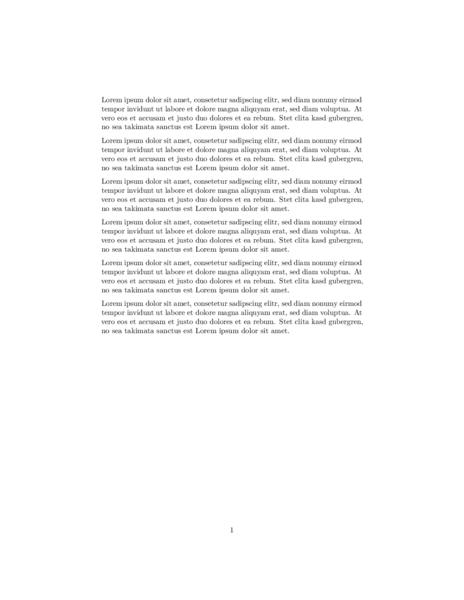 Lorem ipsum dolor sit amet, consetetur sadipscing elitr, sed diam nonumy eirmod
tempor invidunt ut labore et dolore magna aliquyam erat, sed diam voluptua. At
vero eos et accusam et justo duo dolores et ea rebum. Stet clita kasd gubergren,
no sea takimata sanctus est Lorem ipsum dolor sit amet.
Lorem ipsum dolor sit amet, consetetur sadipscing elitr, sed diam nonumy eirmod
tempor invidunt ut labore et dolore magna aliquyam erat, sed diam voluptua. At
vero eos et accusam et justo duo dolores et ea rebum. Stet clita kasd gubergren,
no sea takimata sanctus est Lorem ipsum dolor sit amet.
Lorem ipsum dolor sit amet, consetetur sadipscing elitr, sed diam nonumy eirmod
tempor invidunt ut labore et dolore magna aliquyam erat, sed diam voluptua. At
vero eos et accusam et justo duo dolores et ea rebum. Stet clita kasd gubergren,
no sea takimata sanctus est Lorem ipsum dolor sit amet.
Lorem ipsum dolor sit amet, consetetur sadipscing elitr, sed diam nonumy eirmod
tempor invidunt ut labore et dolore magna aliquyam erat, sed diam voluptua. At
vero eos et accusam et justo duo dolores et ea rebum. Stet clita kasd gubergren,
no sea takimata sanctus est Lorem ipsum dolor sit amet.
Lorem ipsum dolor sit amet, consetetur sadipscing elitr, sed diam nonumy eirmod
tempor invidunt ut labore et dolore magna aliquyam erat, sed diam voluptua. At
vero eos et accusam et justo duo dolores et ea rebum. Stet clita kasd gubergren,
no sea takimata sanctus est Lorem ipsum dolor sit amet.
Lorem ipsum dolor sit amet, consetetur sadipscing elitr, sed diam nonumy eirmod
tempor invidunt ut labore et dolore magna aliquyam erat, sed diam voluptua. At
vero eos et accusam et justo duo dolores et ea rebum. Stet clita kasd gubergren,
no sea takimata sanctus est Lorem ipsum dolor sit amet.
1